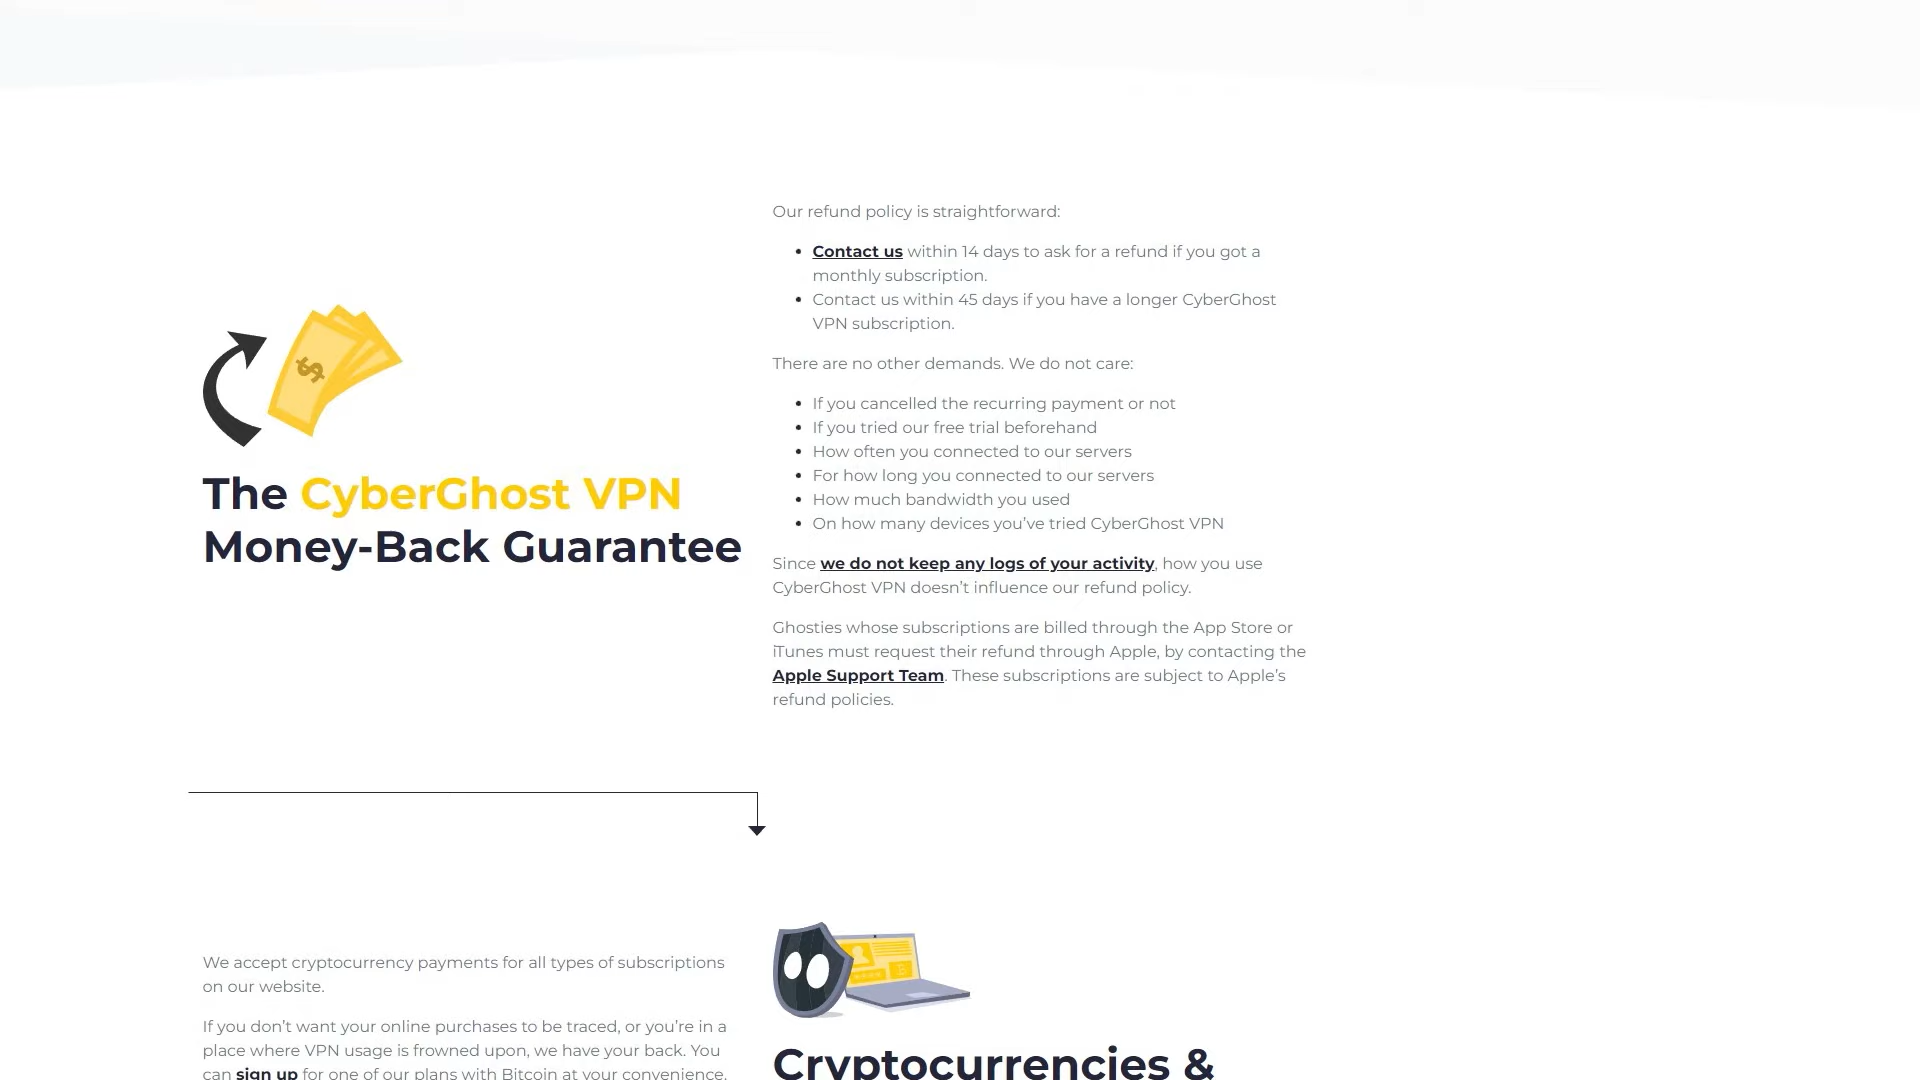 Our refund policy is straightforward:
Contact us within 14 days to ask for a refund if you got a
monthly subscription.
Contact us within 45 days if you have a longer CyberGhost
VPN subscription.
There are no other demands. We do not care:
If you cancelled the recurring payment or not
If you tried our free trial beforehand
How often you connected to our servers
For how long you connected to our servers
How much bandwidth you used
On how many devices you’ve tried CyberGhost VPN
Since we do not keep any logs of your activity, how you use
CyberGhost VPN doesn’t influence our refund policy.
Ghosties whose subscriptions are billed through the App Store or
iTunes must request their refund through Apple, by contacting the
Apple Support Team. These subscriptions are subject to Apple’s
refund policies.
$
The CyberGhost VPN
Money-Back Guarantee
We accept cryptocurrency payments for all types of subscriptions
on our website.
If you don’t want your online purchases to be traced, or you’re in a
place where VPN usage is frowned upon, we have your back. You
can sign up for one of our plans with Bitcoin at your convenience.
Cryptocurrencies &